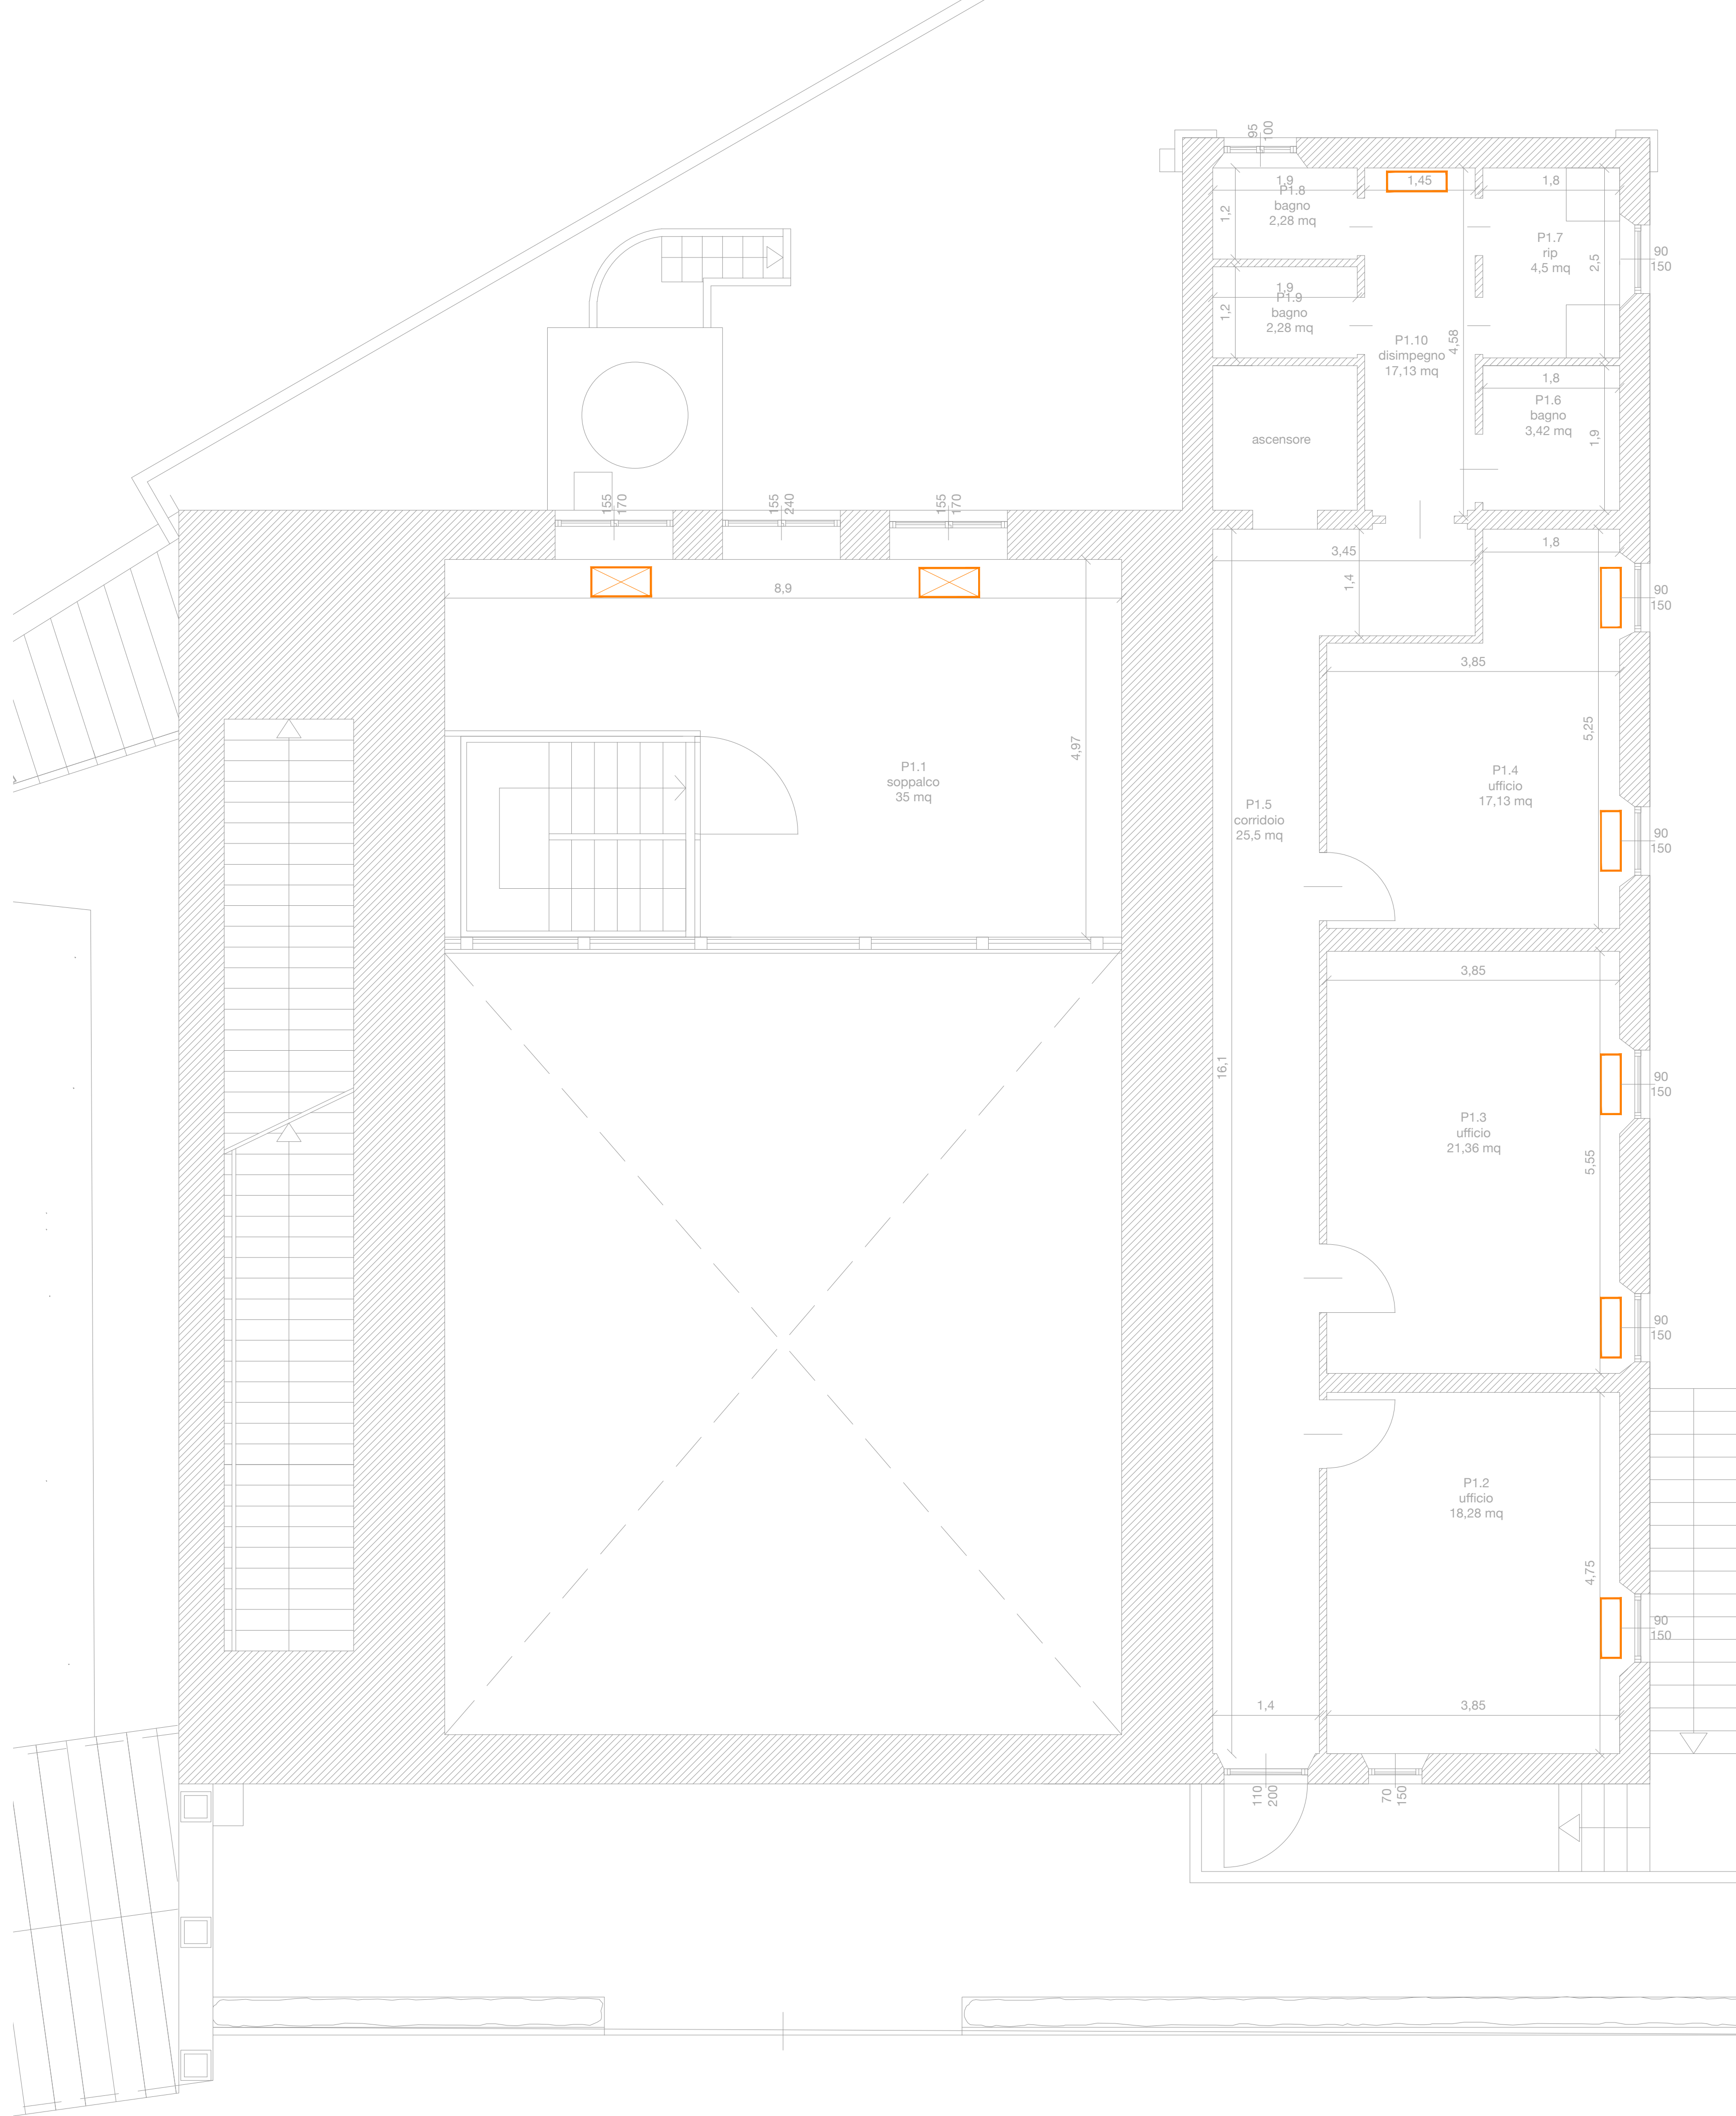 95
100
1,9
1,45
1,8
P1.8
bagno
2,28 mq
1,2
P1.7
rip
4,5 mq
2,5
90
150
1,9
P1.9
bagno
2,28 mq
1,2
P1.10
disimpegno
17,13 mq
4,58
1,8
P1.6
bagno
3,42 mq
1,9
ascensore
155
170
155
240
155
170
3,45
1,4
1,8
8,9
90
150
3,85
5,25
4,97
P1.1
soppalco
35 mq
P1.4
ufficio
17,13 mq
P1.5
corridoio
25,5 mq
90
150
3,85
16,1
90
150
P1.3
ufficio
21,36 mq
5,55
90
150
P1.2
ufficio
18,28 mq
4,75
90
150
1,4
3,85
110
200
70
150